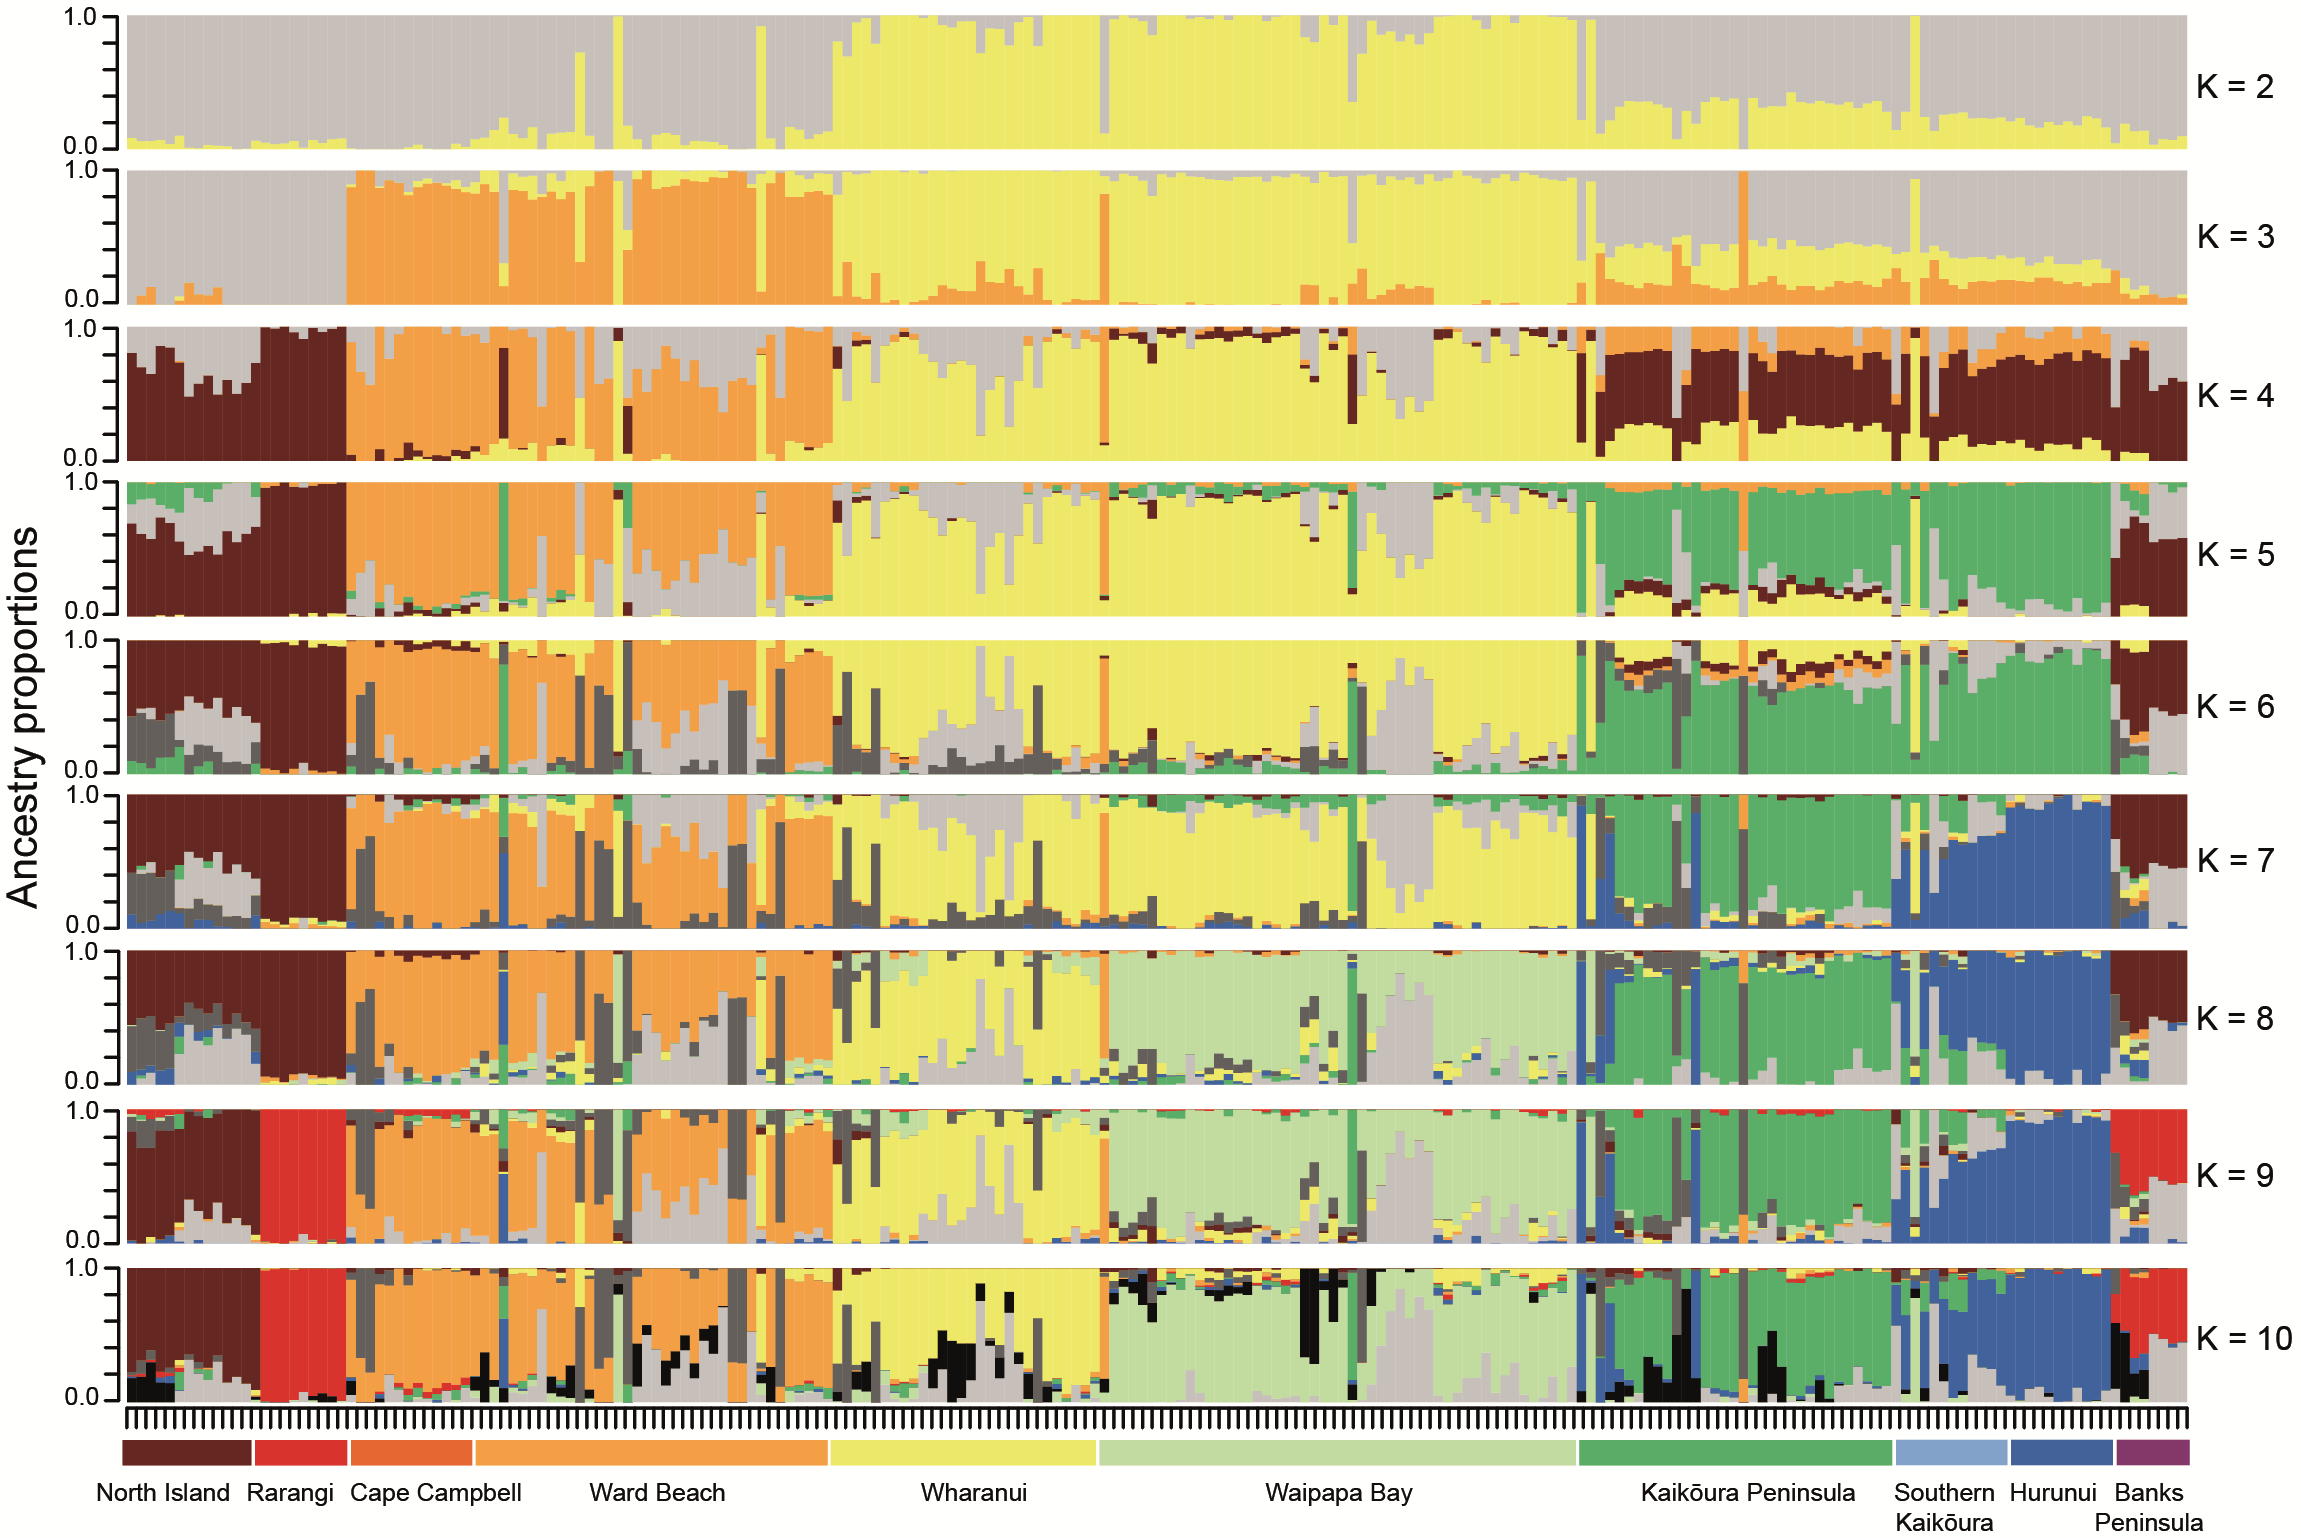 1.0
0.0
K = 2
1.0
0.0
K = 3
1.0
0.0
K = 4
1.0
0.0
K = 5
1.0
0.0
K = 6
1.0
0.0
K = 7
1.0
0.0
K = 8
1.0
0.0
K = 9
1.0
0.0
K = 10
Ancestry proportions
North Island Rarangi Cape Campbell Ward Beach Wharanui Waipapa Bay Kaikōura Peninsula Southern Hurunui Banks
Kaikōura Peninsula